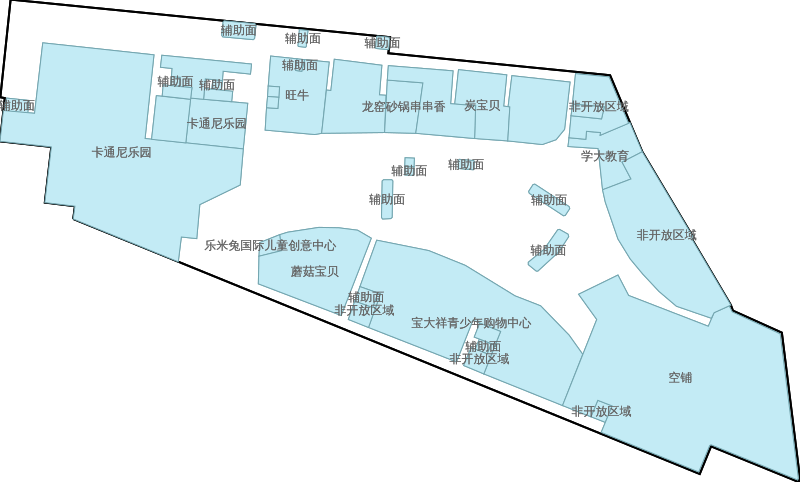 辅助面
辅助面
辅助面
辅助面
辅助面
辅助面
旺牛
辅助面
龙窑砂锅串串香
炭宝贝
非开放区域
卡通尼乐园
卡通尼乐园
学大教育
辅助面
辅助面
辅助面
辅助面
非开放区域
乐米兔国际儿童创意中心
辅助面
蘑菇宝贝
辅助面
非开放区域
宝大祥青少年购物中心
辅助面
非开放区域
空铺
非开放区域